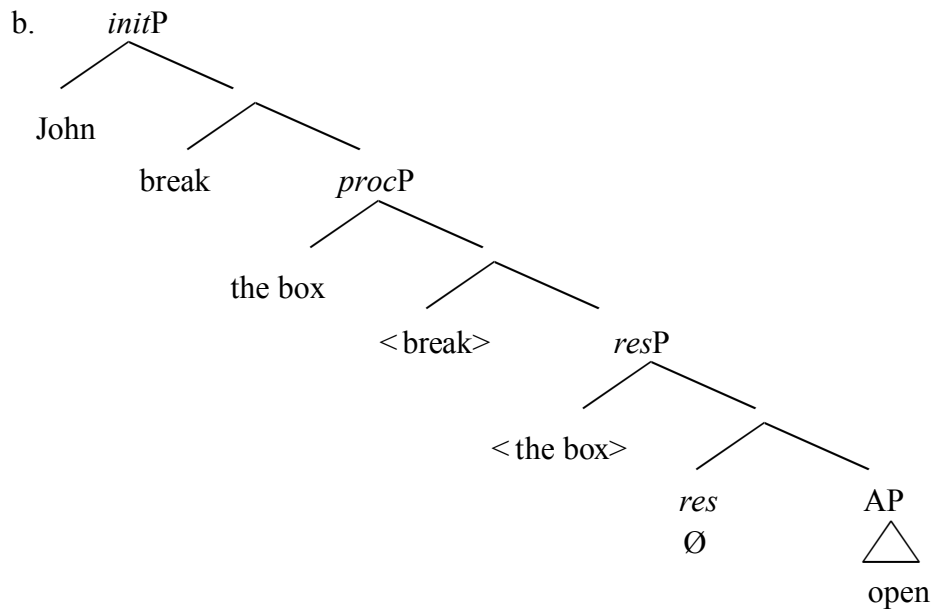 b. initP
John
break procP
the box
<break> resP
<the box>
res AP
Ø
open